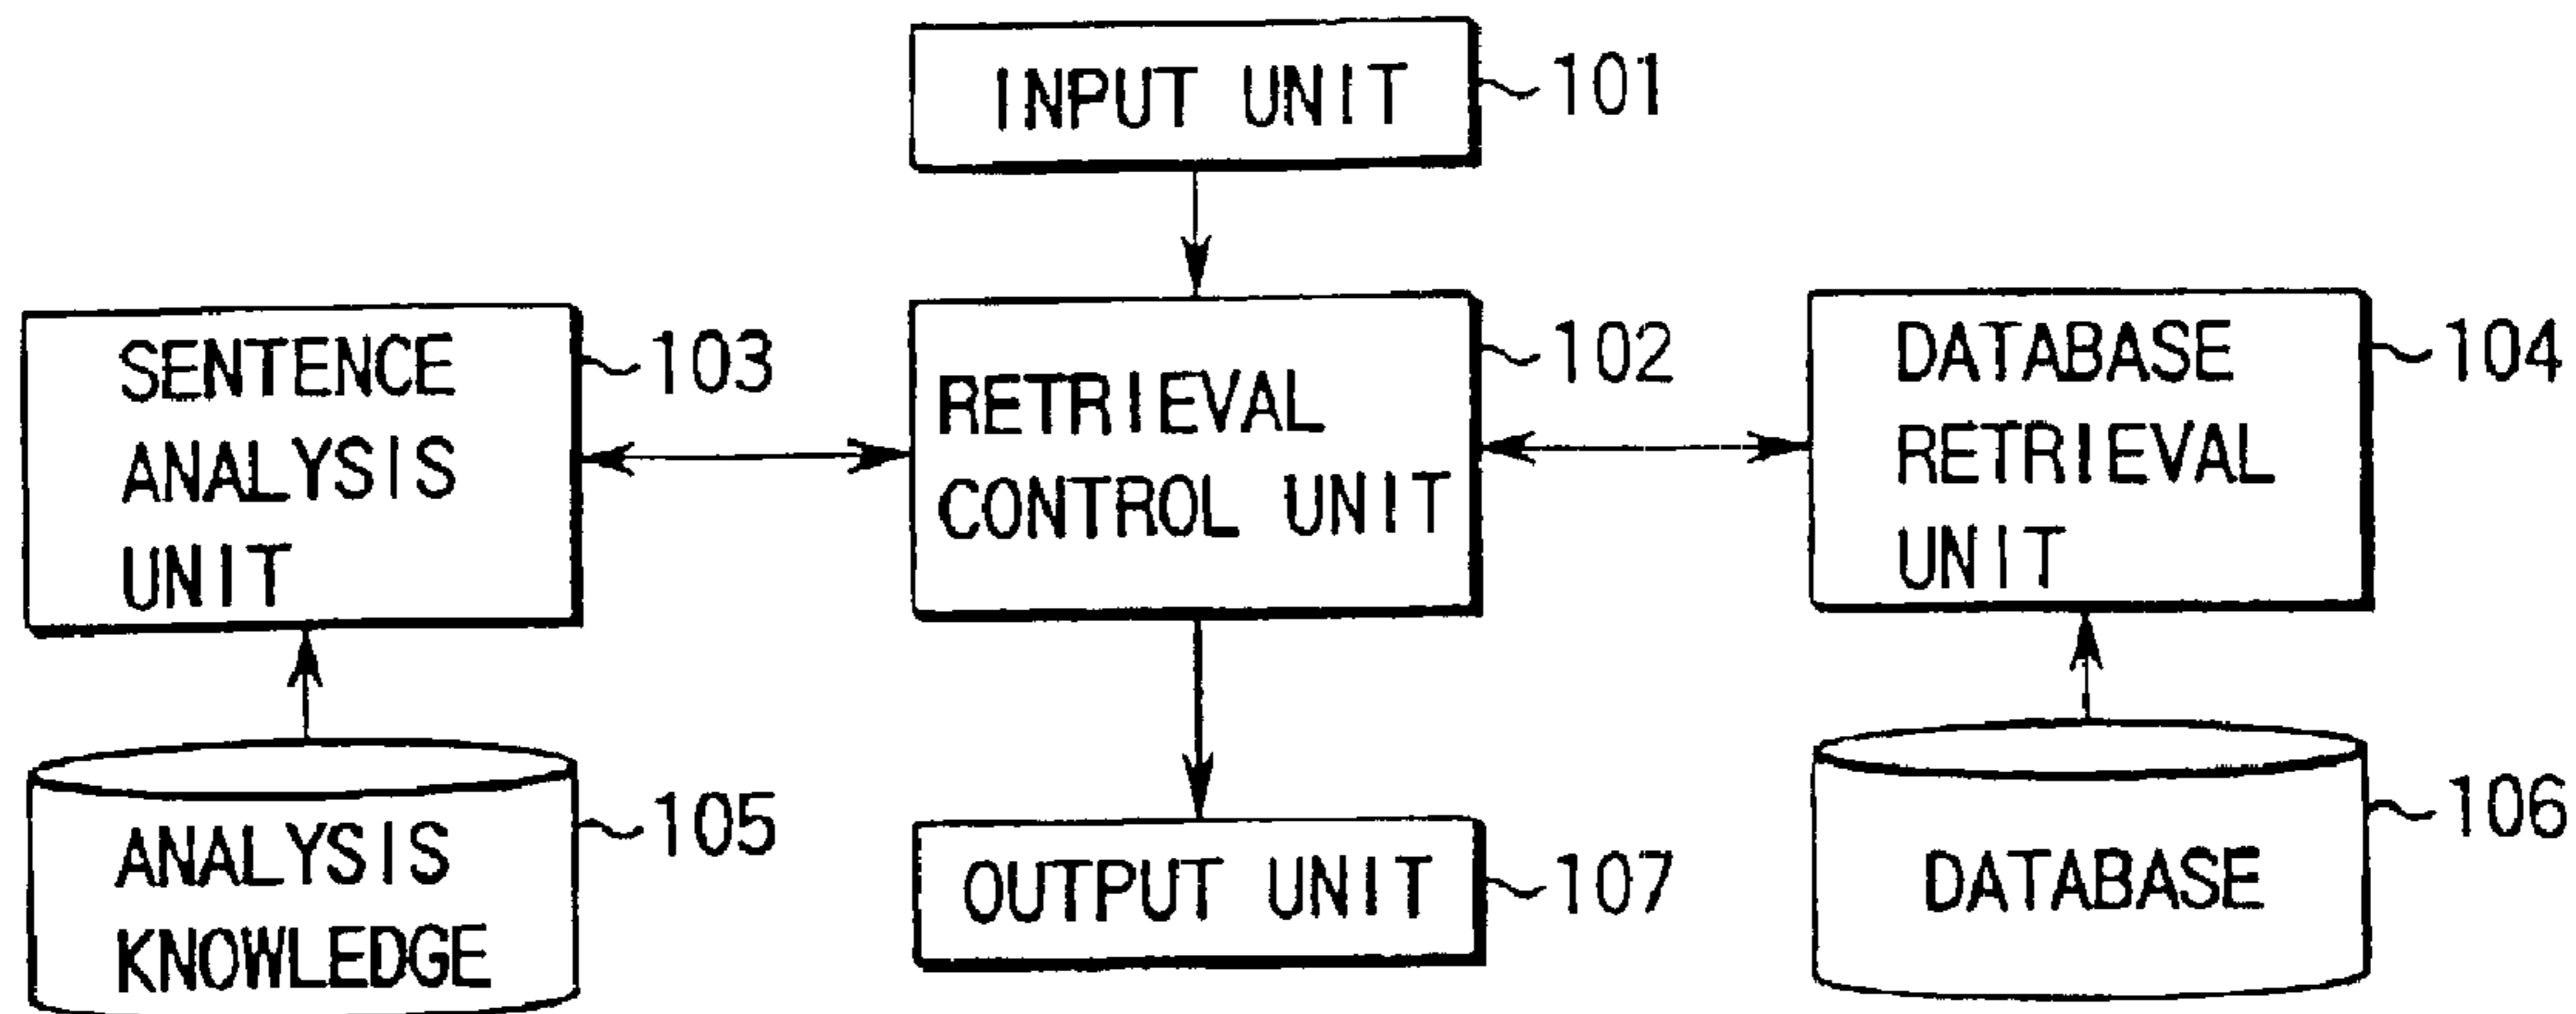 INPUT UNIT
101
SENTENCE
ANALYSIS
UNIT
103
RETRIEVAL
CONTROL UNIT
102
DATABASE
RETRIEVAL
UNIT
104
ANALYSIS
KNOWLEDGE
105
OUTPUT UNIT
107
DATABASE
106